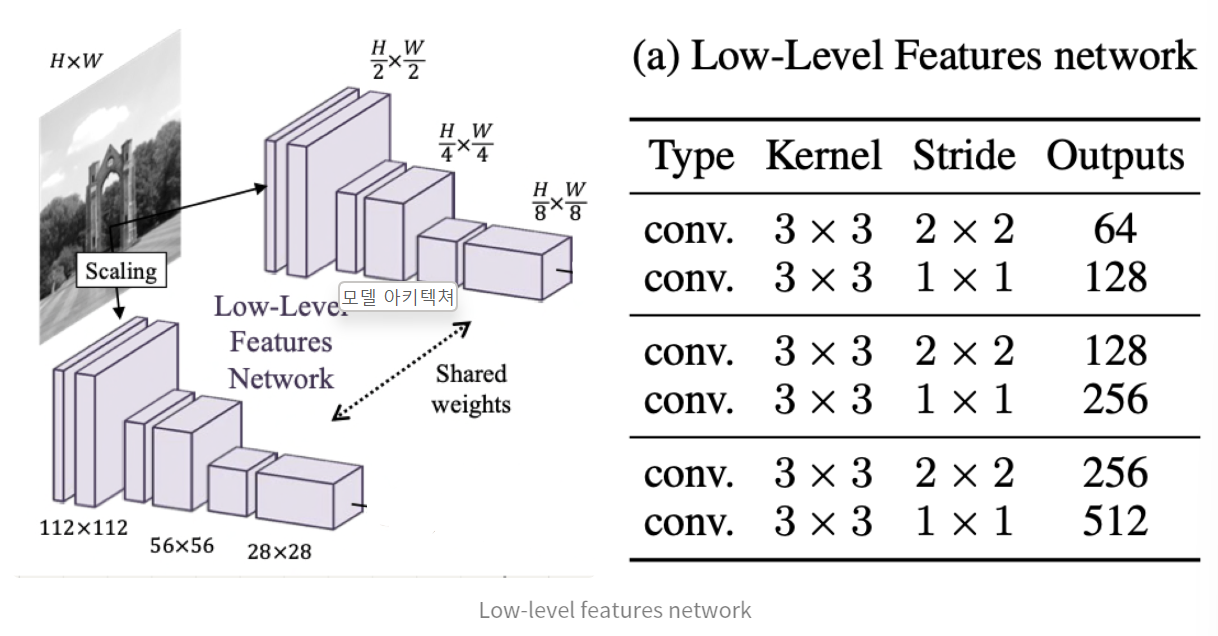 H×W
H/2×W/2
H/4×W/4
H/8×W/8
Scaling
Low-Level
Features
Network
모델 아키텍쳐
Shared
weights
112×112
56×56
28×28
(a) Low-Level Features network
Type Kernel Stride Outputs
conv. 3 × 3 2 × 2 64
conv. 3 × 3 1 × 1 128
conv. 3 × 3 2 × 2 128
conv. 3 × 3 1 × 1 256
conv. 3 × 3 2 × 2 256
conv. 3 × 3 1 × 1 512
Low-level features network